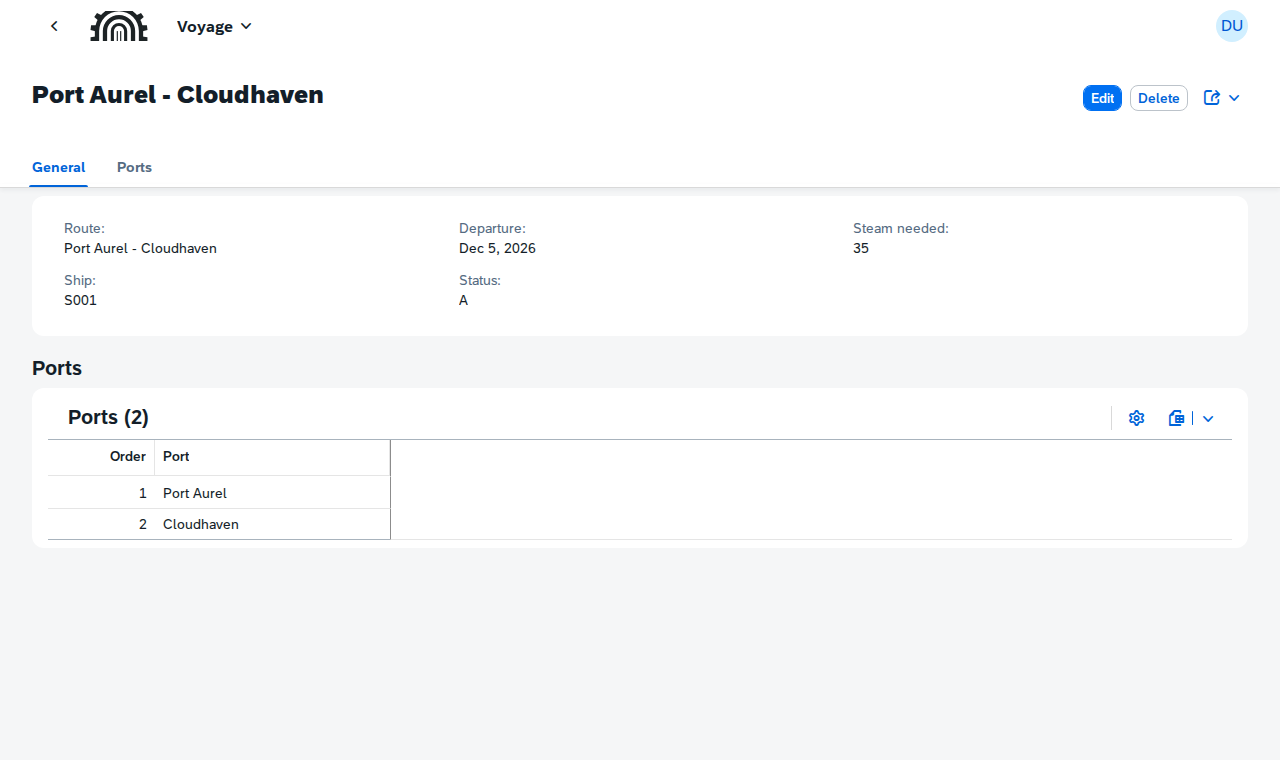 Voyage
DU
Port Aurel - Cloudhaven
Edit
Delete
General
Ports
Route:
Port Aurel - Cloudhaven
Departure:
Dec 5, 2026
Steam needed:
35
Ship:
S001
Status:
A
Ports
Ports (2)
Order Port
1 Port Aurel
2 Cloudhaven